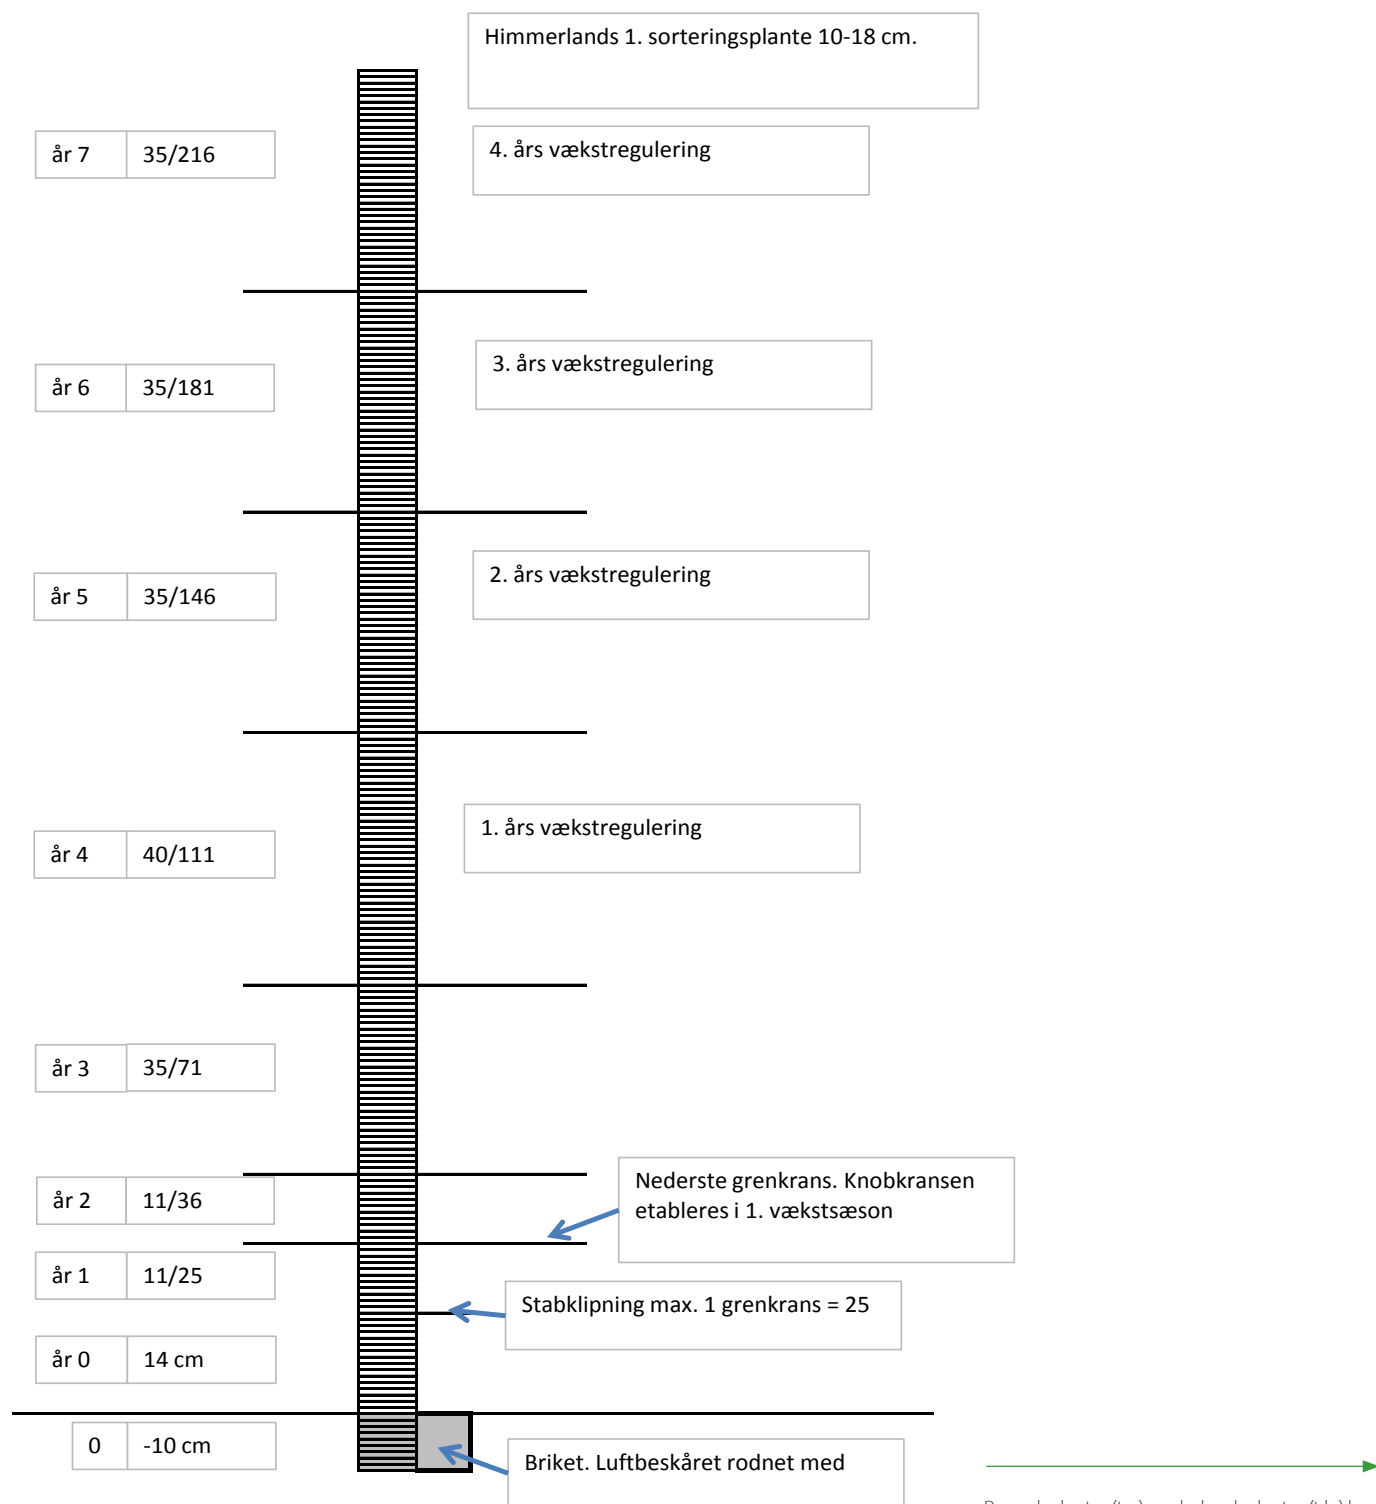 Himmerlands 1. sorteringsplante 10-18 cm.
år 7 35/216
4. års vækstregulering
år 6 35/181
3. års vækstregulering
år 5 35/146
2. års vækstregulering
år 4 40/111
1. års vækstregulering
år 3 35/71
år 2 11/36
Nederste grenkrans. Knobkransen
etableres i 1. vækstsæson
år 1 11/25
Stabklipning max. 1 grenkrans = 25
år 0 14 cm
0 -10 cm
Briket. Luftbeskåret rodnet med